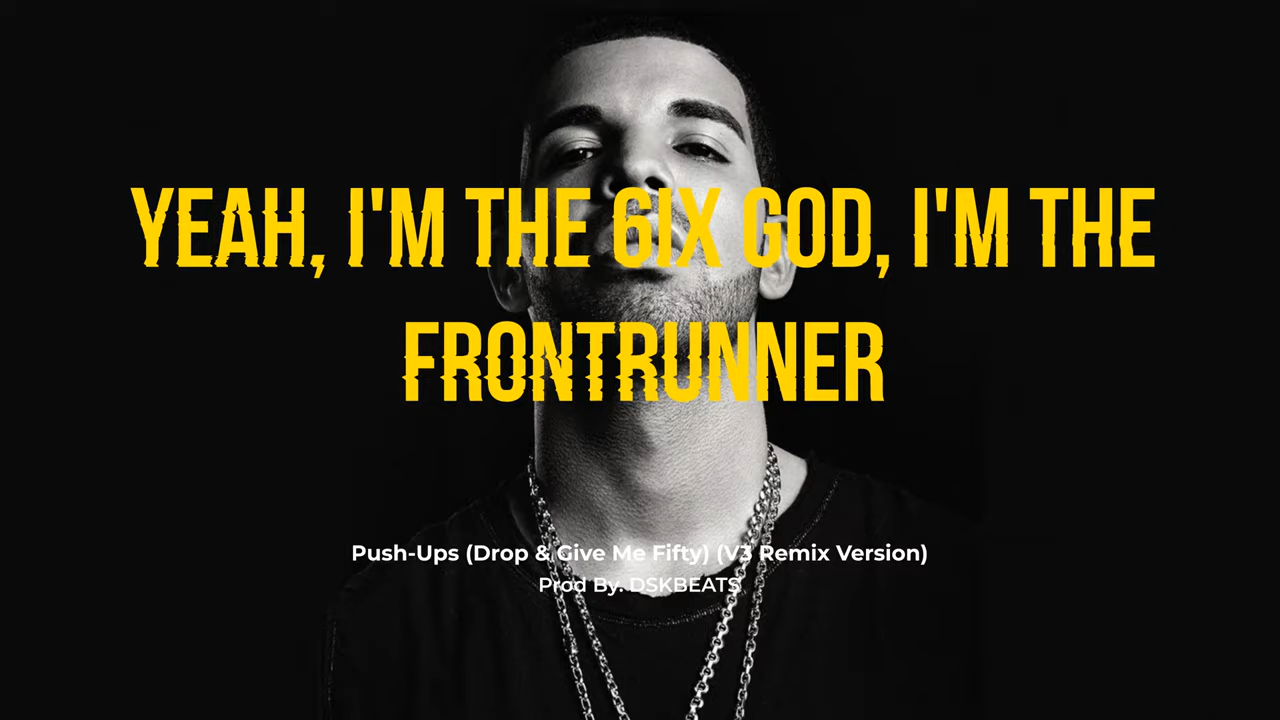 YEAH, I'M THE 6IX GOD, I'M THE
FRONTRUNNER
Push-Ups (Drop & Give Me Fifty) (V3 Remix Version)
Prod By. DSKBEATS